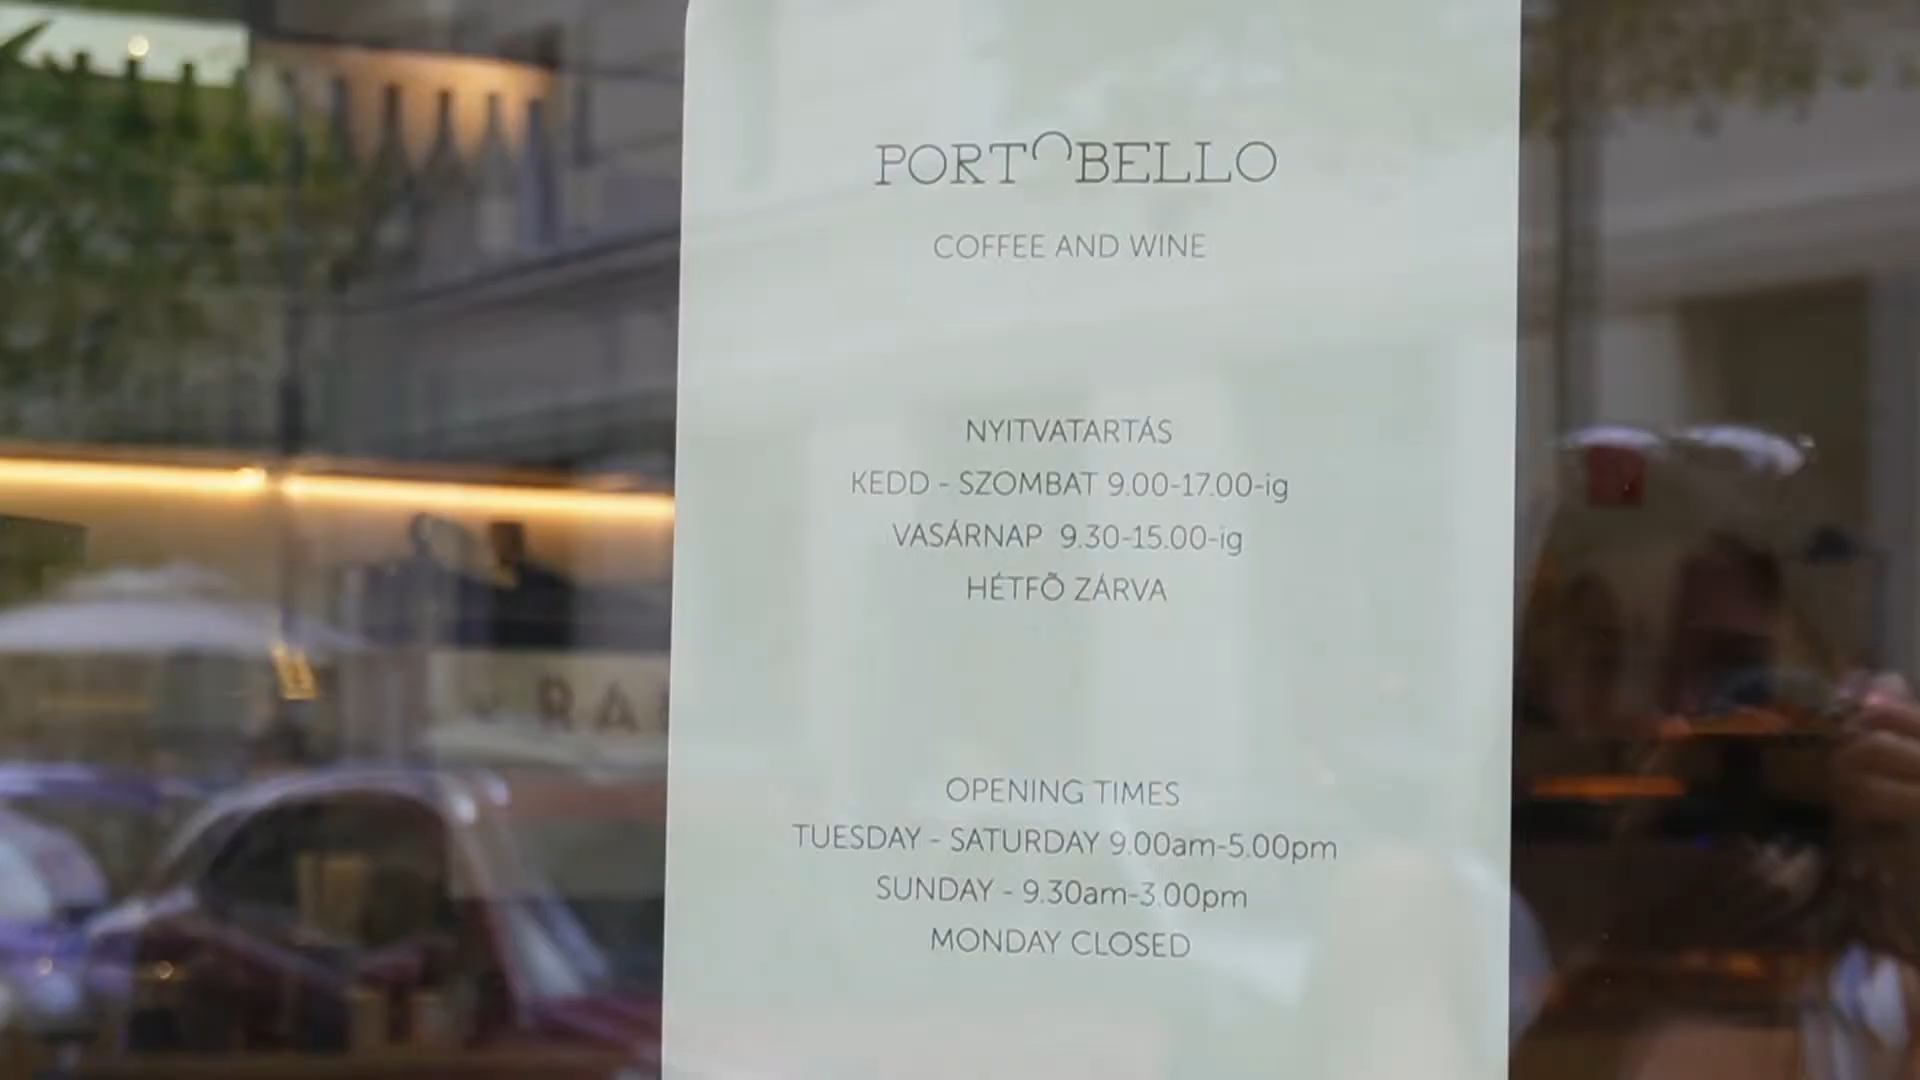 PORTOBELLO
COFFEE AND WINE
NYITVATARTÁS
KEDD - SZOMBAT 9.00-17.00-ig
VASÁRNAP 9.30-15.00-ig
HÉTFÕ ZÁRVA
OPENING TIMES
TUESDAY - SATURDAY 9.00am-5.00pm
SUNDAY - 9.30am-3.00pm
MONDAY CLOSED